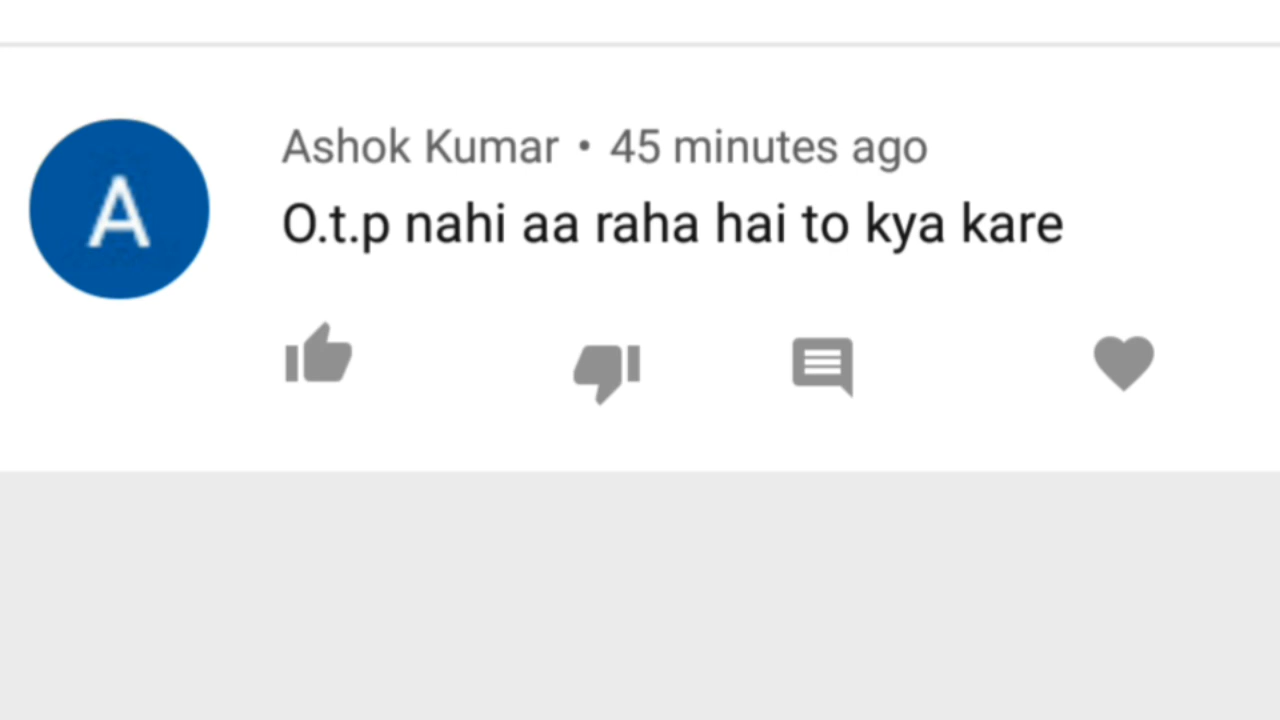 A
Ashok Kumar • 45 minutes ago
O.t.p nahi aa raha hai to kya kare